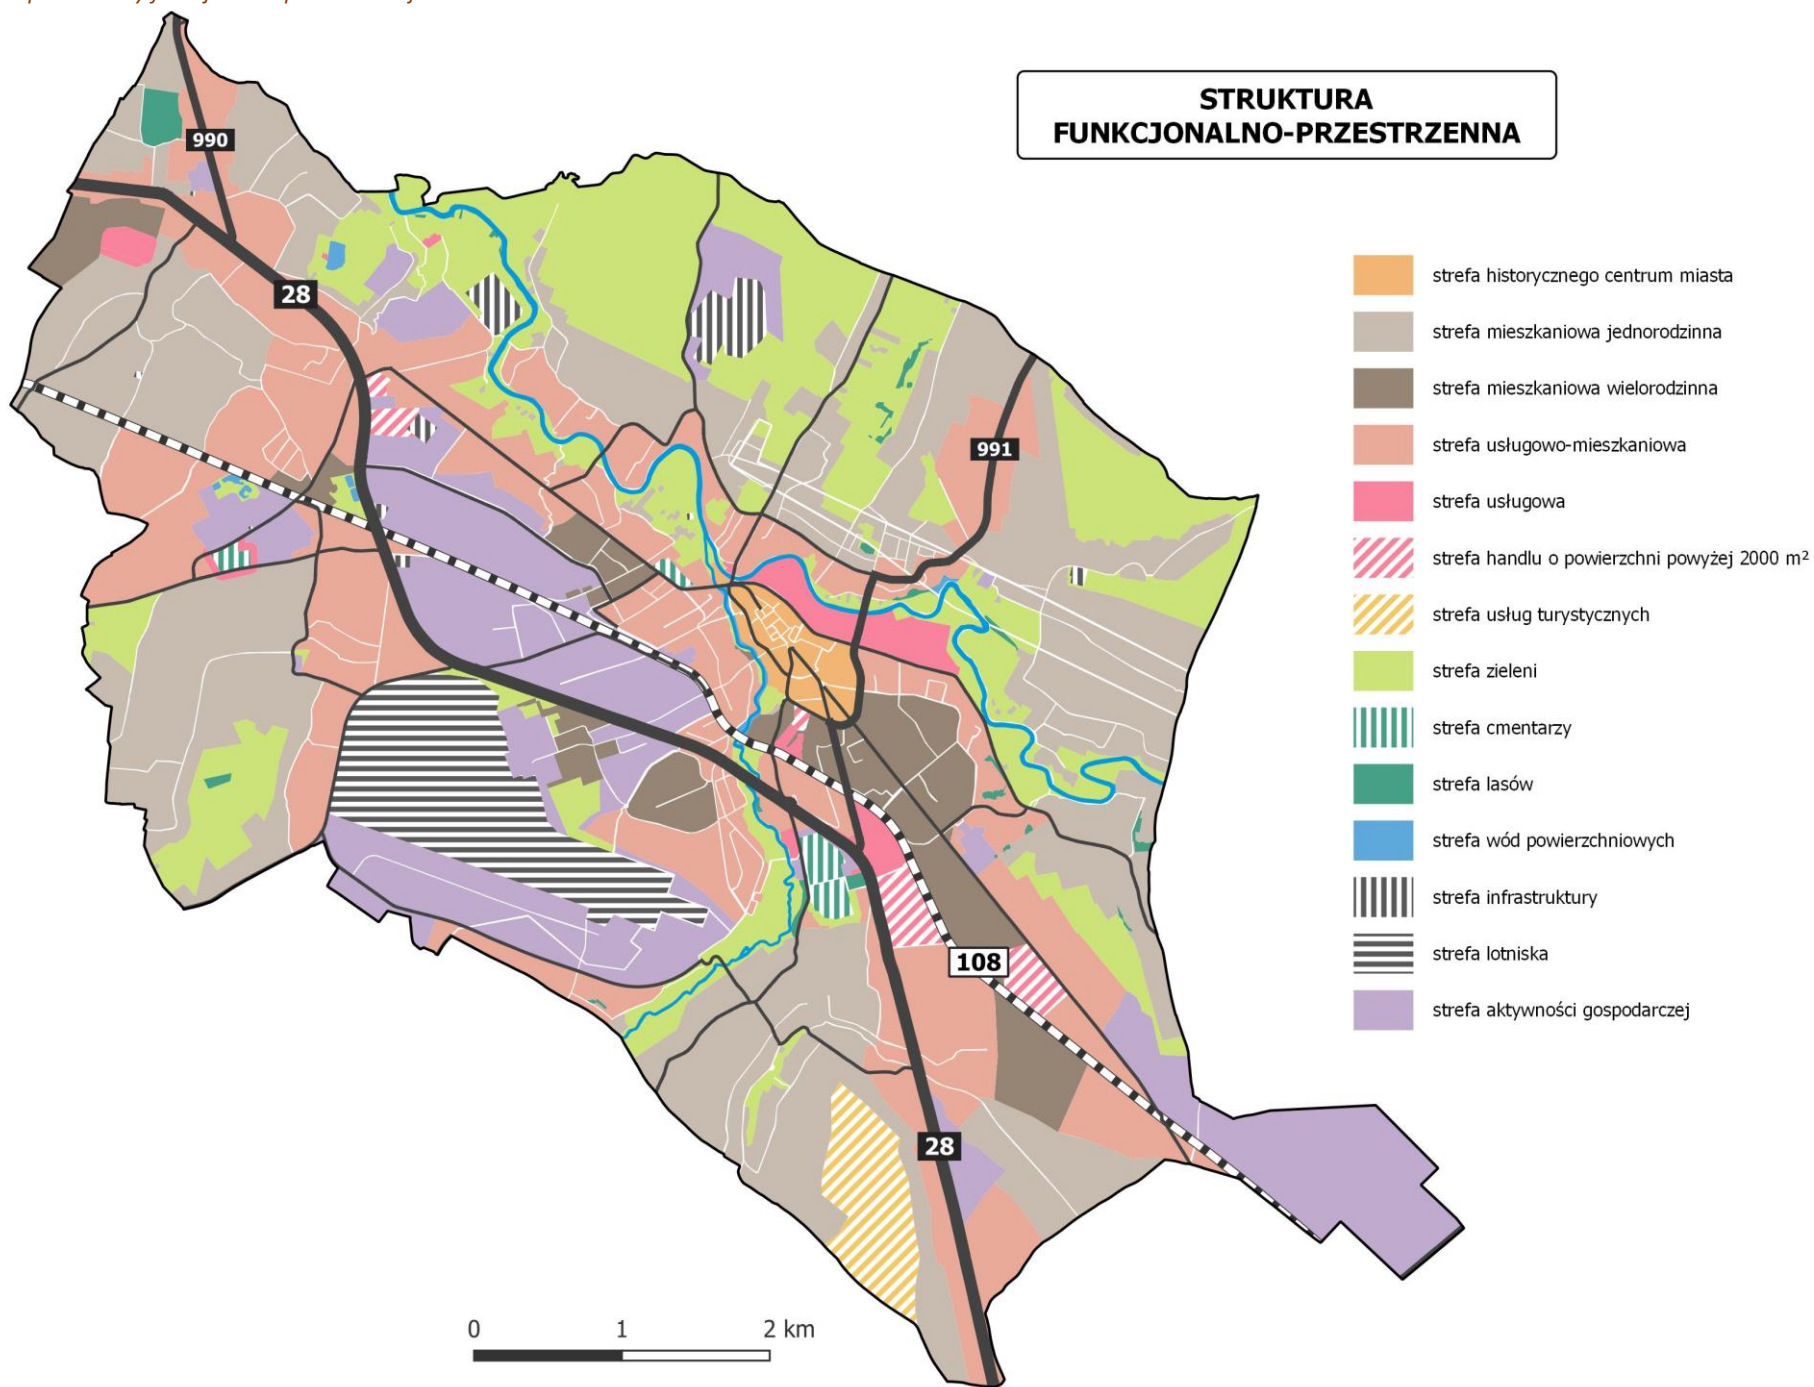 STRUKTURA
FUNKCJONALNO-PRZESTRZENNA
990
28
991
108
28
strefa historycznego centrum miasta
strefa mieszkaniowa jednorodzinna
strefa mieszkaniowa wielorodzinna
strefa usługowo-mieszkaniowa
strefa usługowa
strefa handlu o powierzchni powyżej 2000 m²
strefa usług turystycznych
strefa zieleni
strefa cmentarzy
strefa lasów
strefa wód powierzchniowych
strefa infrastruktury
strefa lotniska
strefa aktywności gospodarczej
0 1 2 km